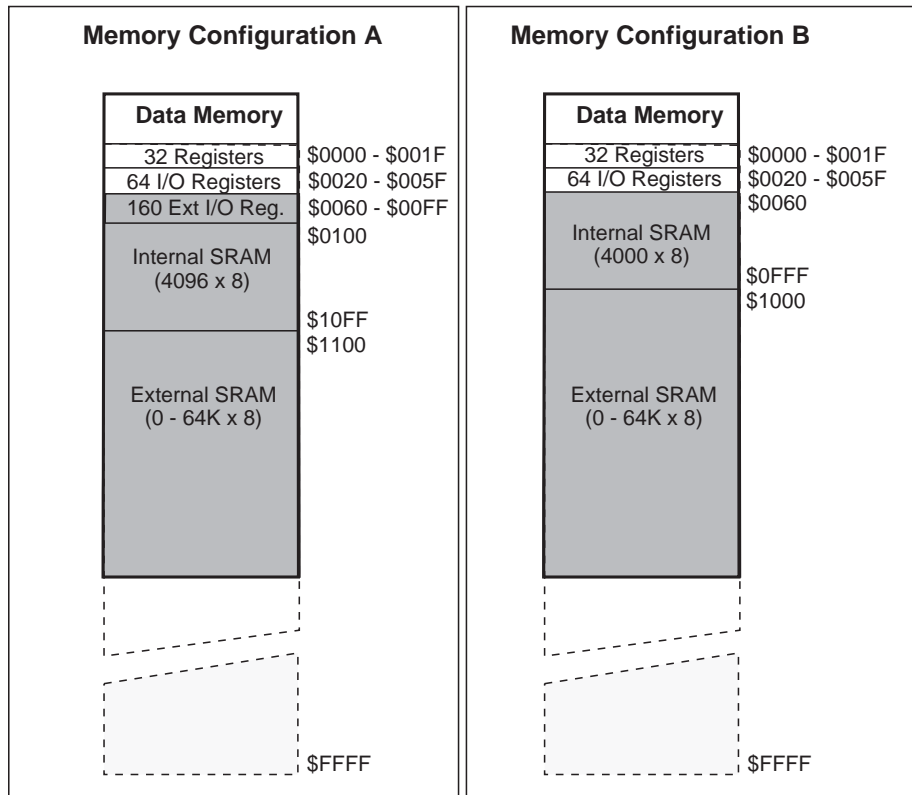 Memory Configuration A
Data Memory
32 Registers
$0000 - $001F
64 I/O Registers
$0020 - $005F
160 Ext I/O Reg.
$0060 - $00FF
$0100
Internal SRAM
(4096 x 8)
$10FF
$1100
External SRAM
(0 - 64K x 8)
$FFFF
Memory Configuration B
Data Memory
32 Registers
$0000 - $001F
64 I/O Registers
$0020 - $005F
$0060
Internal SRAM
(4000 x 8)
$0FFF
$1000
External SRAM
(0 - 64K x 8)
$FFFF